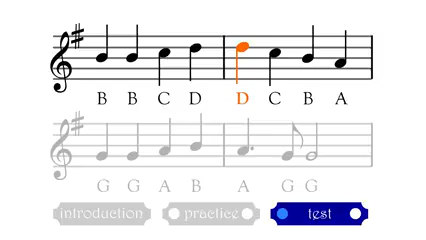 B B C D D C B A
G G A B A G G
introduction practice test